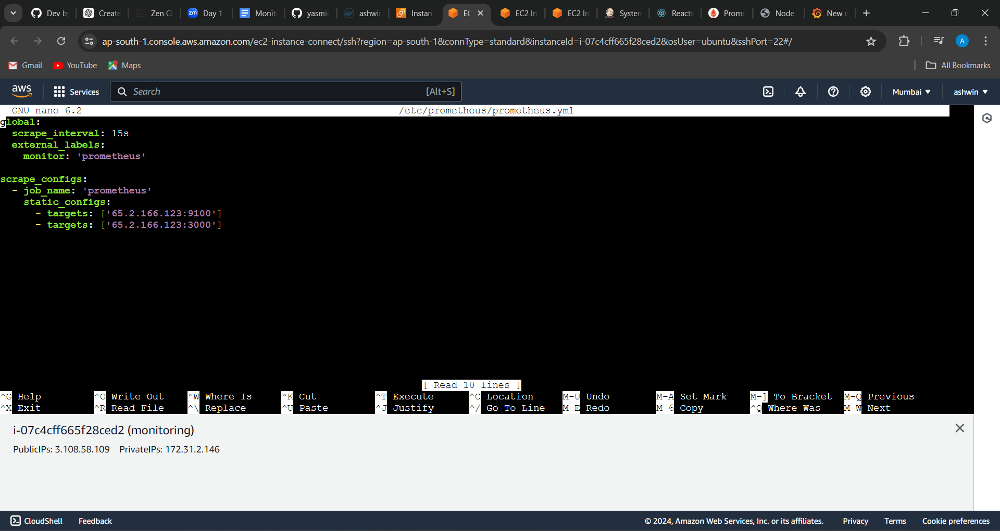 Dev by
Create
Zen Cl
zm Day 1
Monit
yasmi
ashwi
Instan
EC
EC2 In
EC2 In
System
Reacts
Prome
Node
New
ap-south-1.console.aws.amazon.com/ec2-instance-connect/ssh?region=ap-south-1&connType=standard&instanceId=i-07c4cff665f28ced2&osUser=ubuntu&sshPort=22#/
A
Gmail
YouTube
Maps
All Bookmarks
aws
Services
Search
[Alt+S]
Mumbai
ashwin
GNU nano 6.2 /etc/prometheus/prometheus.yml
global:
  scrape_interval: 15s
  external_labels:
    monitor: 'prometheus'
scrape_configs:
  - job_name: 'prometheus'
    static_configs:
      - targets: ['65.2.166.123:9100']
      - targets: ['65.2.166.123:3000']
[ Read 10 lines ]
^G Help ^O Write Out ^W Where Is ^K Cut ^T Execute ^C Location M-U Undo M-A Set Mark M-] To Bracket M-Q Previous
^X Exit ^R Read File ^\ Replace ^U Paste ^J Justify ^/ Go To Line M-E Redo M-6 Copy ^Q Where Was M-W Next
i-07c4cff665f28ced2 (monitoring)
PublicIPs: 3.108.58.109 PrivateIPs: 172.31.2.146
CloudShell Feedback © 2024, Amazon Web Services, Inc. or its affiliates. Privacy Terms Cookie preferences